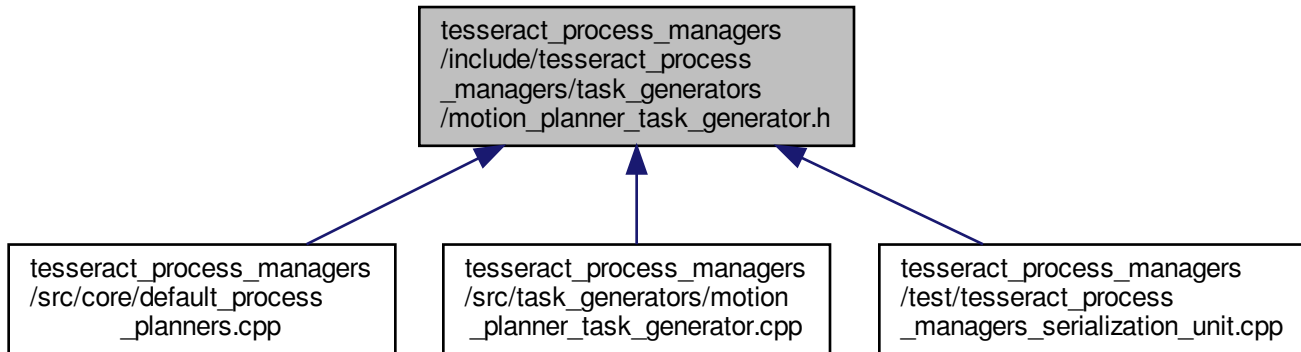 tesseract_process_managers
/include/tesseract_process
_managers/task_generators
/motion_planner_task_generator.h
tesseract_process_managers
/src/core/default_process
_planners.cpp
tesseract_process_managers
/src/task_generators/motion
_planner_task_generator.cpp
tesseract_process_managers
/test/tesseract_process
_managers_serialization_unit.cpp